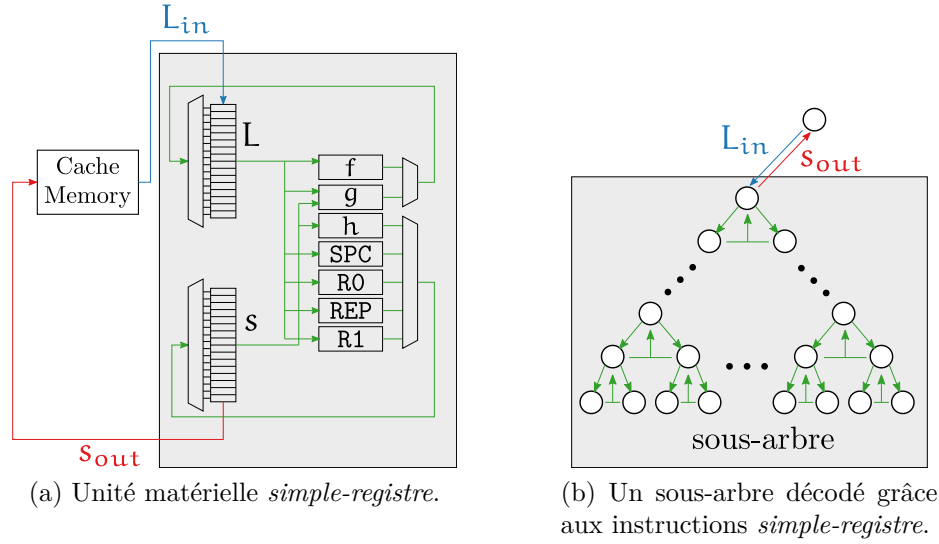 L_in
Cache
Memory
L
f
g
h
SPC
R0
REP
R1
s
s_out
(a) Unité matérielle simple-registre.
L_in
s_out
sous-arbre
(b) Un sous-arbre décodé grâce
aux instructions simple-registre.